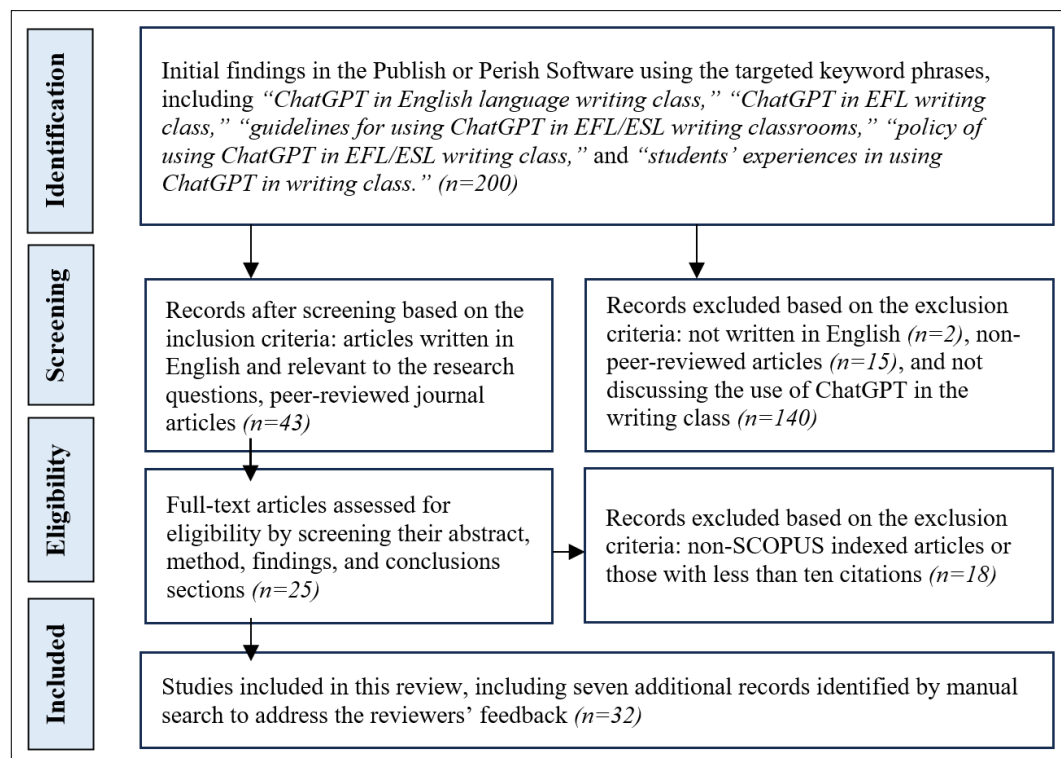 Identification
Initial findings in the Publish or Perish Software using the targeted keyword phrases,
including “ChatGPT in English language writing class,” “ChatGPT in EFL writing
class,” “guidelines for using ChatGPT in EFL/ESL writing classrooms,” “policy of
using ChatGPT in EFL/ESL writing class,” and “students’ experiences in using
ChatGPT in writing class.” (n=200)
Screening
Records after screening based on the
inclusion criteria: articles written in
English and relevant to the research
questions, peer-reviewed journal
articles (n=43)
Records excluded based on the exclusion
criteria: not written in English (n=2), non-
peer-reviewed articles (n=15), and not
discussing the use of ChatGPT in the
writing class (n=140)
Eligibility
Full-text articles assessed for
eligibility by screening their abstract,
method, findings, and conclusions
sections (n=25)
Records excluded based on the exclusion
criteria: non-SCOPUS indexed articles or
those with less than ten citations (n=18)
Included
Studies included in this review, including seven additional records identified by manual
search to address the reviewers’ feedback (n=32)